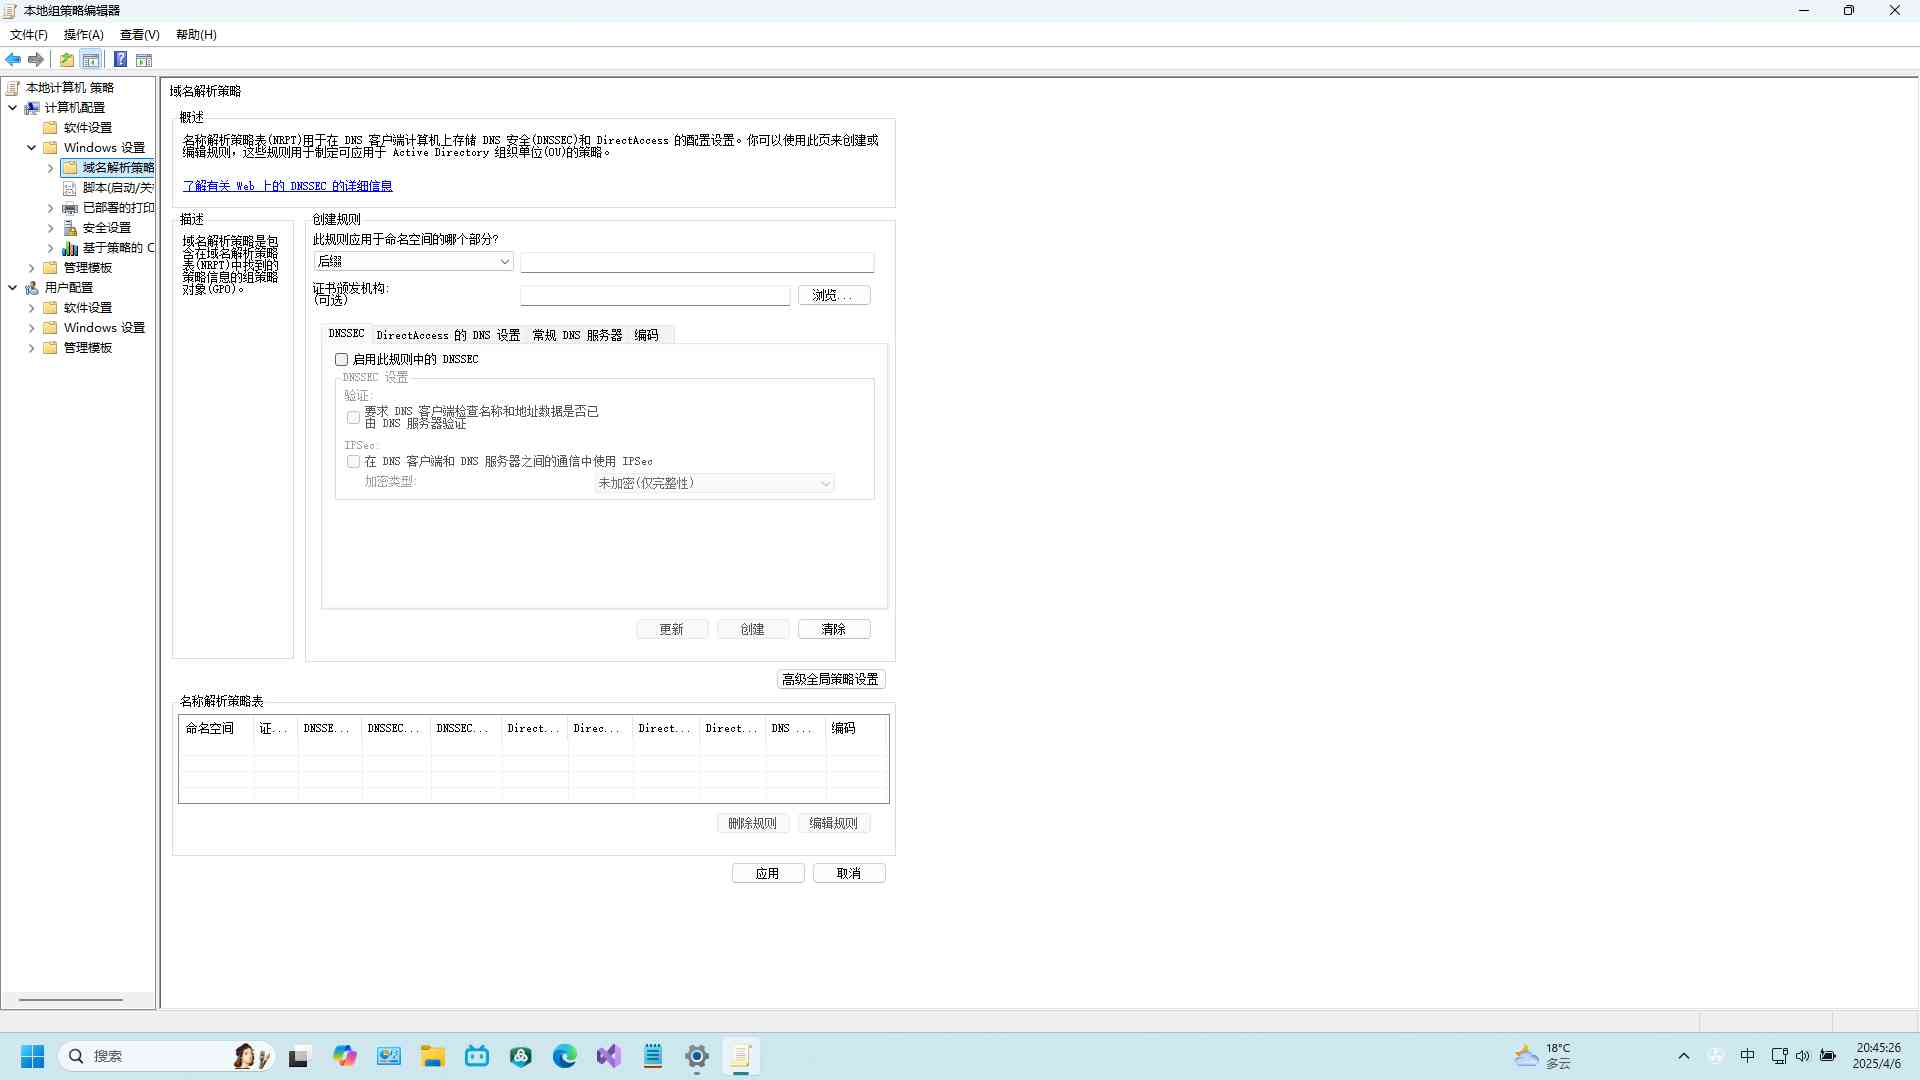 本地组策略编辑器
文件(F) 操作(A) 查看(V) 帮助(H)
本地计算机 策略
计算机配置
软件设置
Windows 设置
域名解析策略
脚本(启动/关
已部署的打印
安全设置
基于策略的 C
管理模板
用户配置
软件设置
Windows 设置
管理模板
域名解析策略
概述
名称解析策略表(NRPT)用于在 DNS 客户端计算机上存储 DNS 安全(DNSSEC)和 DirectAccess 的配置设置。你可以使用此页来创建或
编辑规则，这些规则用于制定可应用于 Active Directory 组织单位(OU)的策略。
了解有关 Web 上的 DNSSEC 的详细信息
描述
域名解析策略是包
含在域名解析策略
表(NRPT)中找到的
策略信息的组策略
对象(GPO)。
创建规则
此规则应用于命名空间的哪个部分?
后缀
证书颁发机构:
(可选)
浏览...
DNSSEC DirectAccess 的 DNS 设置 常规 DNS 服务器 编码
启用此规则中的 DNSSEC
DNSSEC 设置
验证:
要求 DNS 客户端检查名称和地址数据是否已
由 DNS 服务器验证
IPSec:
在 DNS 客户端和 DNS 服务器之间的通信中使用 IPSec
加密类型: 未加密(仅完整性)
更新 创建 清除
高级全局策略设置
名称解析策略表
命名空间 证... DNSSE... DNSSEC... DNSSEC... Direct... Direc... Direct... Direct... DNS ... 编码
删除规则 编辑规则
应用 取消
搜索
18°C
多云
中
20:45:26
2025/4/6